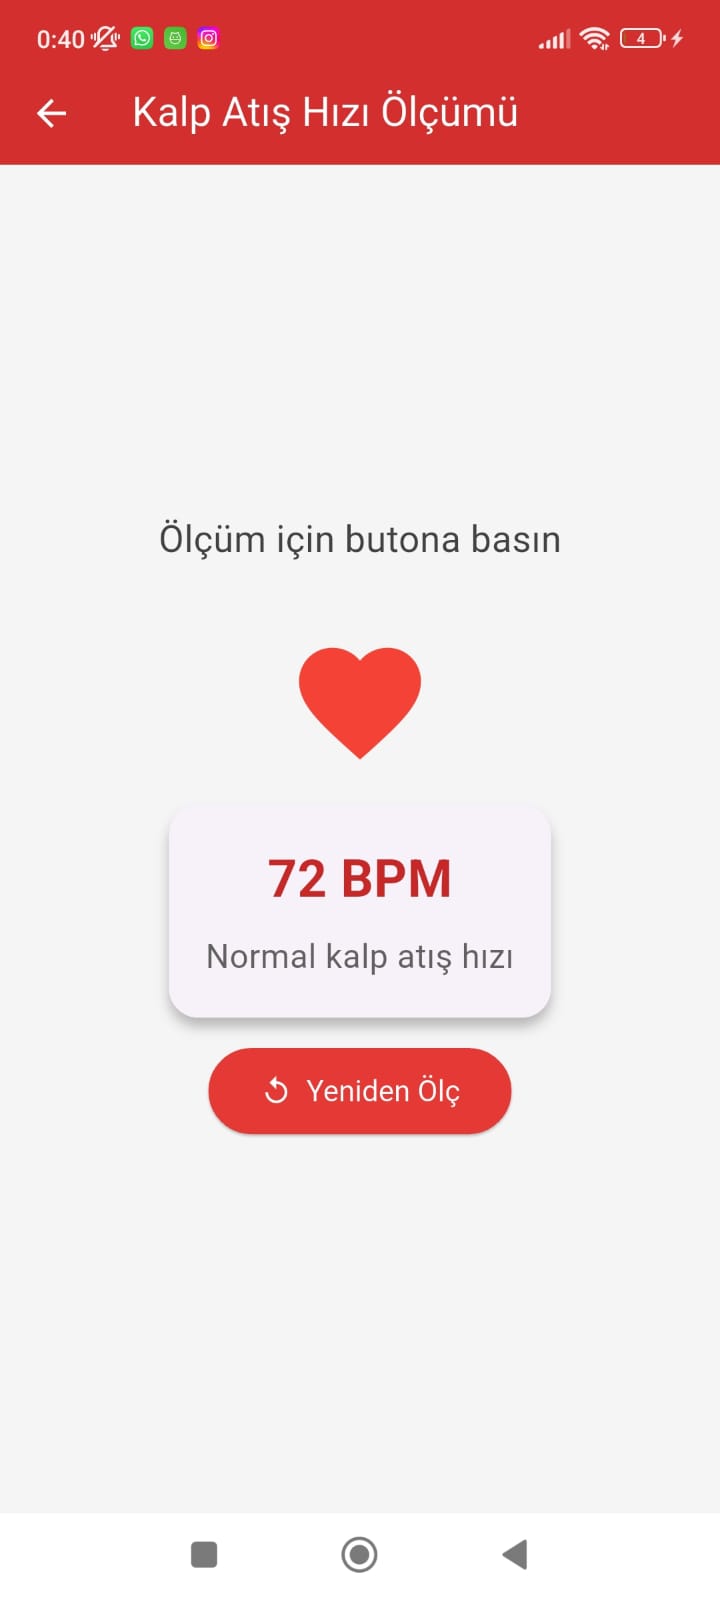 0:40
4
Kalp Atış Hızı Ölçümü
Ölçüm için butona basın
72 BPM
Normal kalp atış hızı
Yeniden Ölç